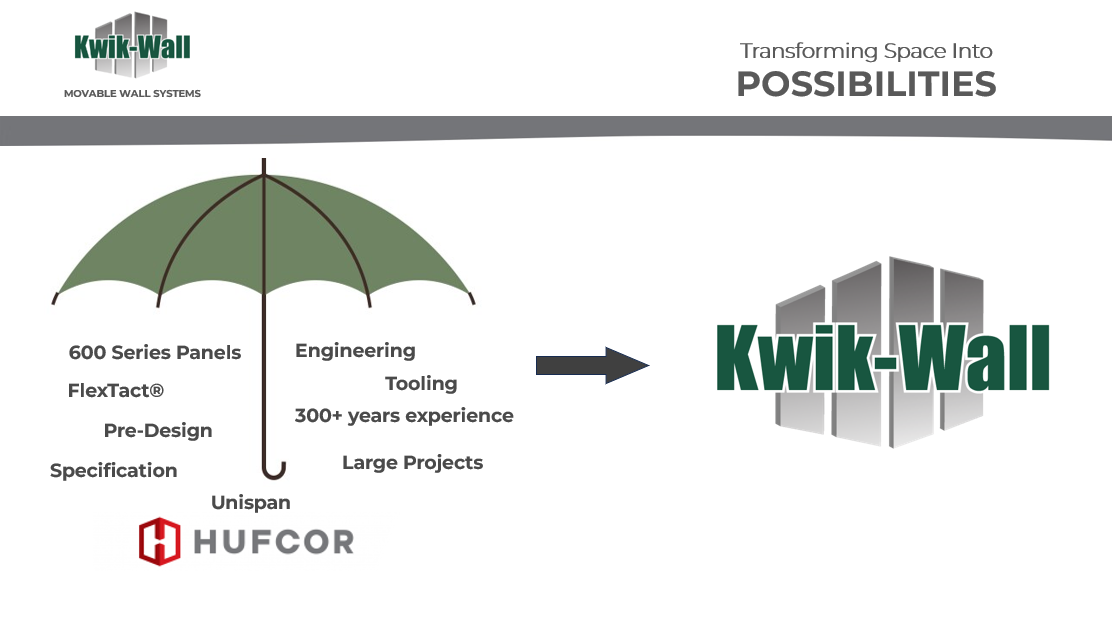 Kwik-Wall
MOVABLE WALL SYSTEMS
Transforming Space Into
POSSIBILITIES
600 Series Panels
FlexTact®
Pre-Design
Specification
Unispan
Engineering
Tooling
300+ years experience
Large Projects
HUFCOR
Kwik-Wall